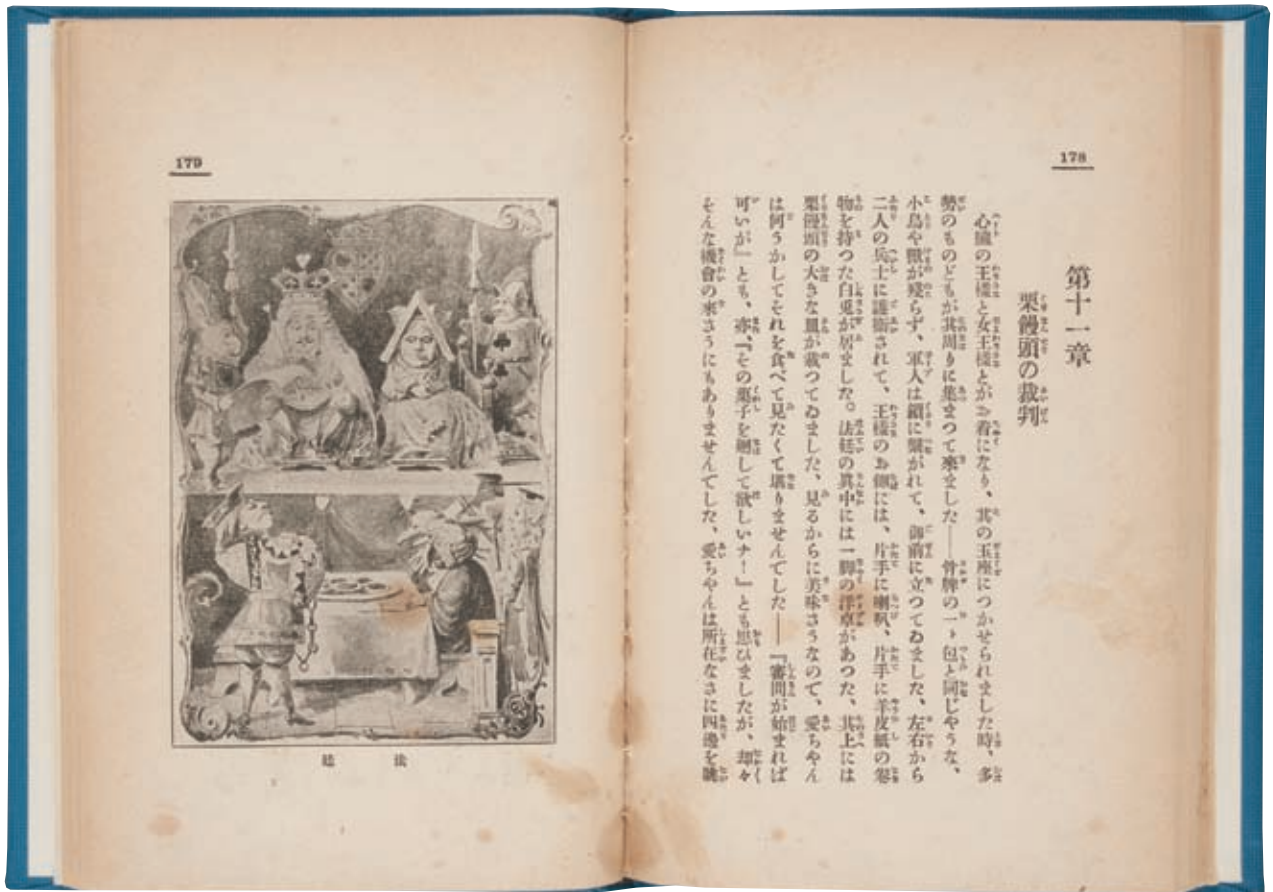 178
第十一章
栗饅頭の裁判
心臓の王樣と女王樣とがお着になり、其の玉座につかせられました時、多
勢のものどもが其周りに集まつて來ました――骨牌の一ト包と同じやうな、
小鳥や獸が殘らず、軍人は鎖に繋がれて、御前に立つてゐました、左右から
二人の兵士に護衞されて、王樣のお側には、片手に喇叭、片手に羊皮紙の卷
物を持つた白兎が居ました。法廷の眞中には一脚の洋卓があつた、其上には
栗饅頭の大きな皿が載つてゐました、見るからに美味さうなので、愛ちやん
は何うかしてそれを食べて見たくて堪りませんでした――『審問が始まれば
可いが』とも、亦、『その菓子を廻して欲しいナ！』とも思ひましたが、却々
そんな機會の來さうにもありませんでした、愛ちやんは所在なさに四邊を眺
179
法廷